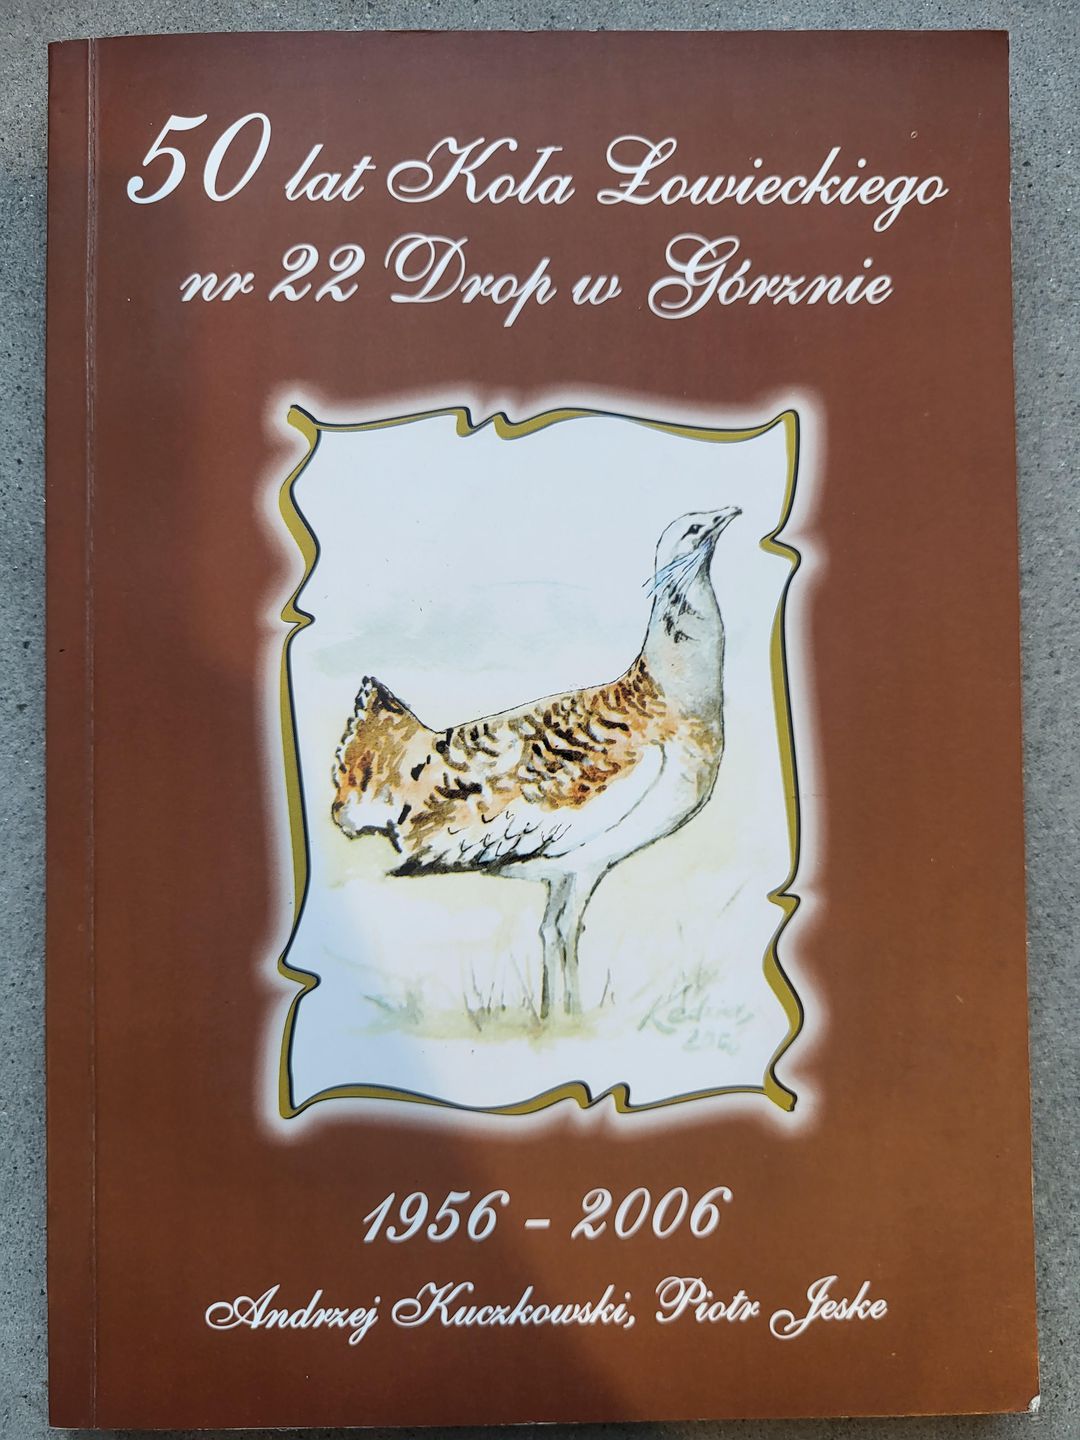 50 lat Koła Łowieckiego
nr 22 Drop w Górznie
1956 - 2006
Andrzej Kuczkowski, Piotr Jeske